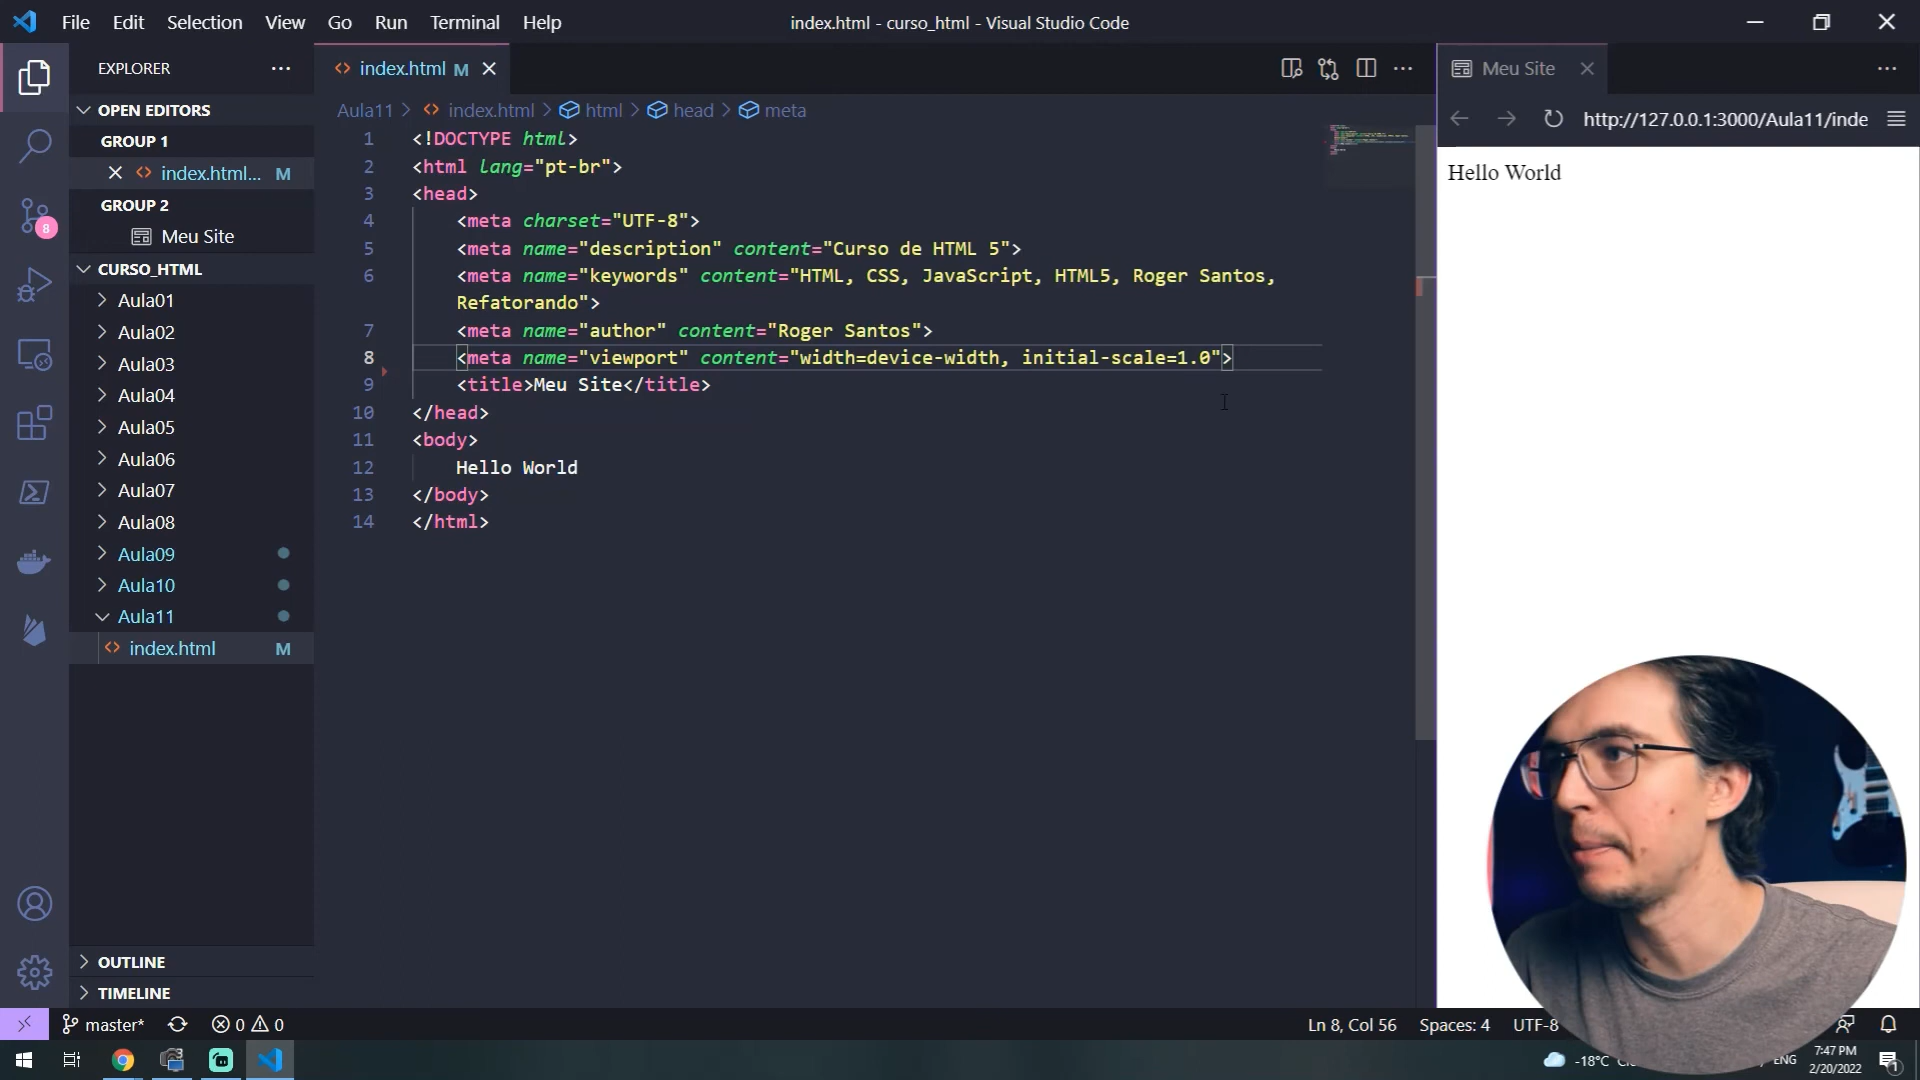 File Edit Selection View Go Run Terminal Help
index.html - curso_html - Visual Studio Code
EXPLORER
OPEN EDITORS
GROUP 1
index.html... M
GROUP 2
Meu Site
CURSO_HTML
Aula01
Aula02
Aula03
Aula04
Aula05
Aula06
Aula07
Aula08
Aula09
Aula10
Aula11
index.html M
OUTLINE
TIMELINE
index.html M
Aula11 > index.html > html > head > meta
1 <!DOCTYPE html>
2 <html lang="pt-br">
3 <head>
4 <meta charset="UTF-8">
5 <meta name="description" content="Curso de HTML 5">
6 <meta name="keywords" content="HTML, CSS, JavaScript, HTML5, Roger Santos,
Refatorando">
7 <meta name="author" content="Roger Santos">
8 <meta name="viewport" content="width=device-width, initial-scale=1.0">
9 <title>Meu Site</title>
10 </head>
11 <body>
12 Hello World
13 </body>
14 </html>
Meu Site
http://127.0.0.1:3000/Aula11/inde
Hello World
8
master* 0 0
Ln 8, Col 56 Spaces: 4 UTF-8
-18°C
ENG
7:47 PM
2/20/2022
1